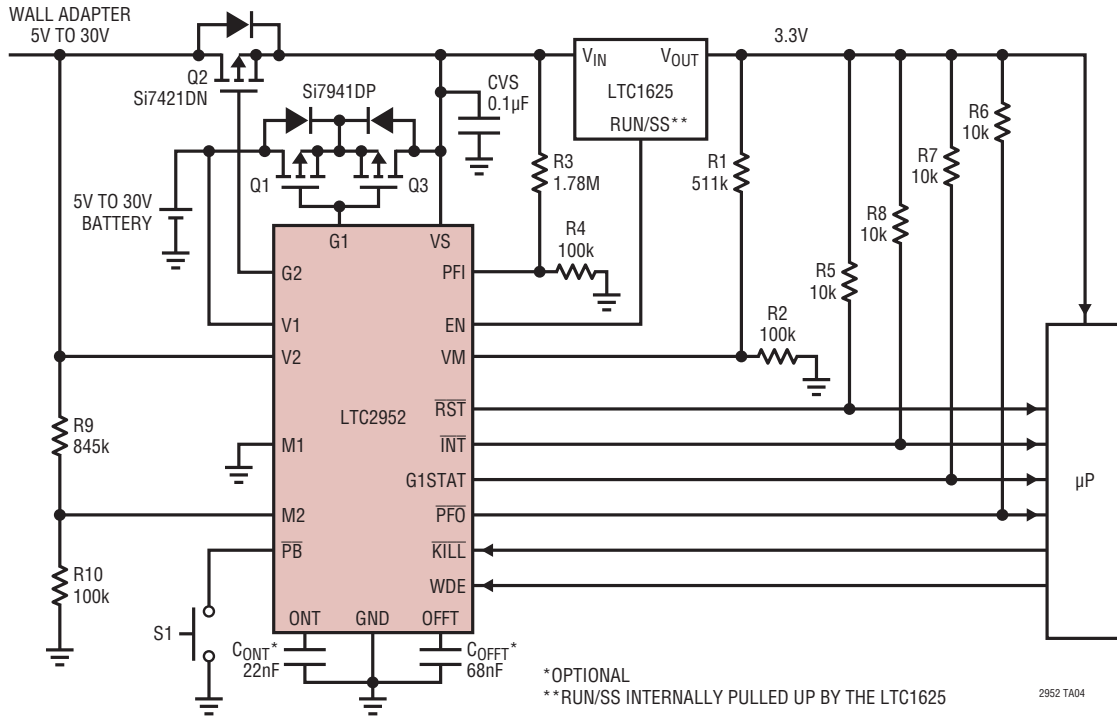 WALL ADAPTER
5V TO 30V
Q2
Si7421DN
Si7941DP
CVS
0.1µF
VIN
VOUT
LTC1625
RUN/SS**
3.3V
Q1
Q3
5V TO 30V
BATTERY
R3
1.78M
R4
100k
R1
511k
R2
100k
R5
10k
R8
10k
R7
10k
R6
10k
G1
VS
G2
PFI
V1
EN
V2
VM
LTC2952
RST
M1
INT
G1STAT
M2
PFO
PB
KILL
WDE
ONT
GND
OFFT
µP
R9
845k
R10
100k
S1
CONT*
22nF
COFFT*
68nF
*OPTIONAL
**RUN/SS INTERNALLY PULLED UP BY THE LTC1625
2952 TA04